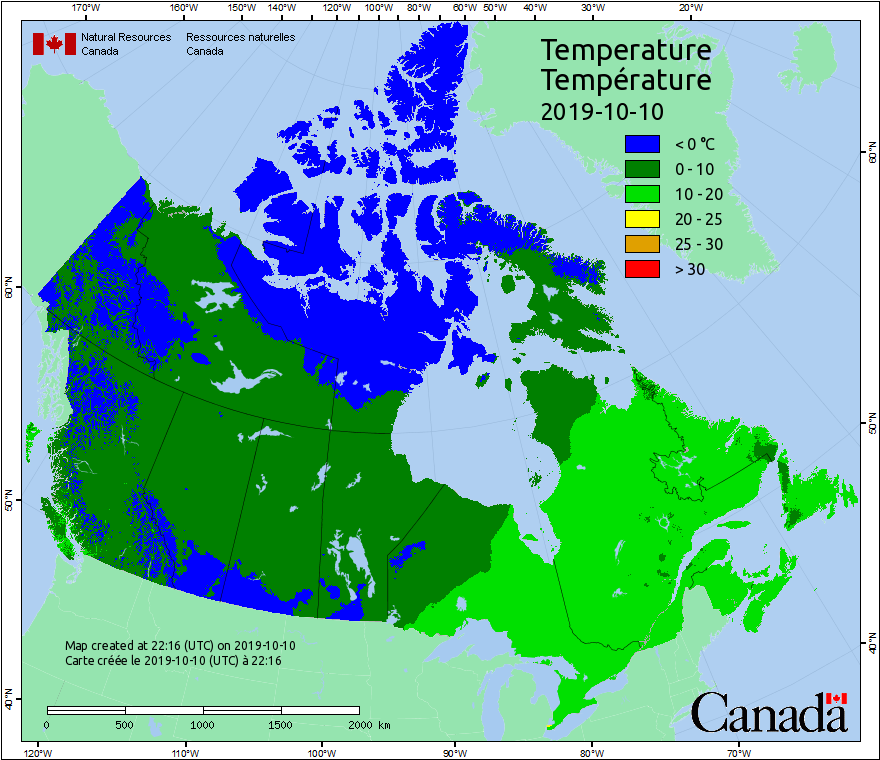 170°W 160°W 150°W 140°W 120°W 110°W 100°W 90°W 80°W 70°W 60°W 50°W 40°W 30°W 20°W
Natural Resources Ressources naturelles
Canada Canada
Temperature
Température
2019-10-10
< 0 °C
0 - 10
10 - 20
20 - 25
25 - 30
> 30
60°N
60°N
50°N
50°N
40°N
40°N
Map created at 22:16 (UTC) on 2019-10-10
Carte créée le 2019-10-10 (UTC) à 22:16
0 500 1000 1500 2000 km
Canada
120°W 110°W 100°W 90°W 80°W 70°W